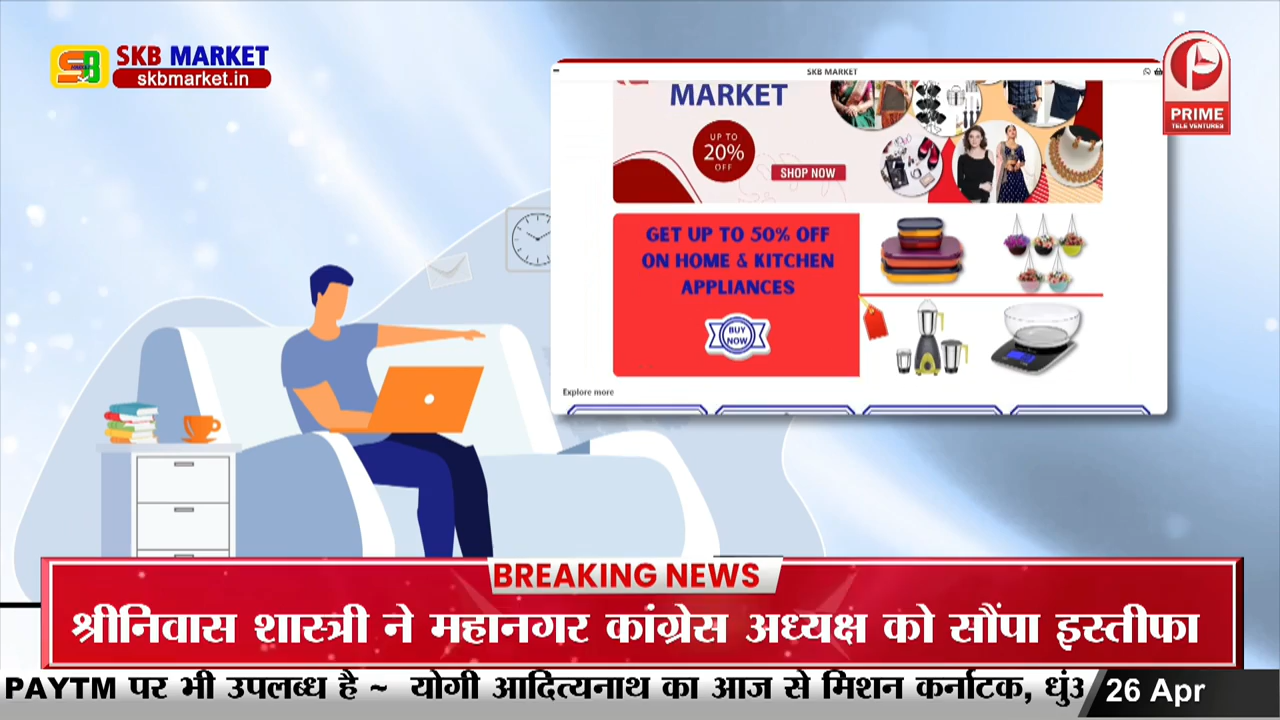 SKB MARKET
skbmarket.in
SKB MARKET
MARKET
UP TO
20%
OFF
SHOP NOW
GET UP TO 50% OFF
ON HOME & KITCHEN
APPLIANCES
BUY
NOW
Explore more
PRIME
TELE VENTURES
BREAKING NEWS
श्रीनिवास शास्त्री ने महानगर कांग्रेस अध्यक्ष को सौंपा इस्तीफा
PAYTM पर भी उपलब्ध है ~ योगी आदित्यनाथ का आज से मिशन कर्नाटक,
26 Apr